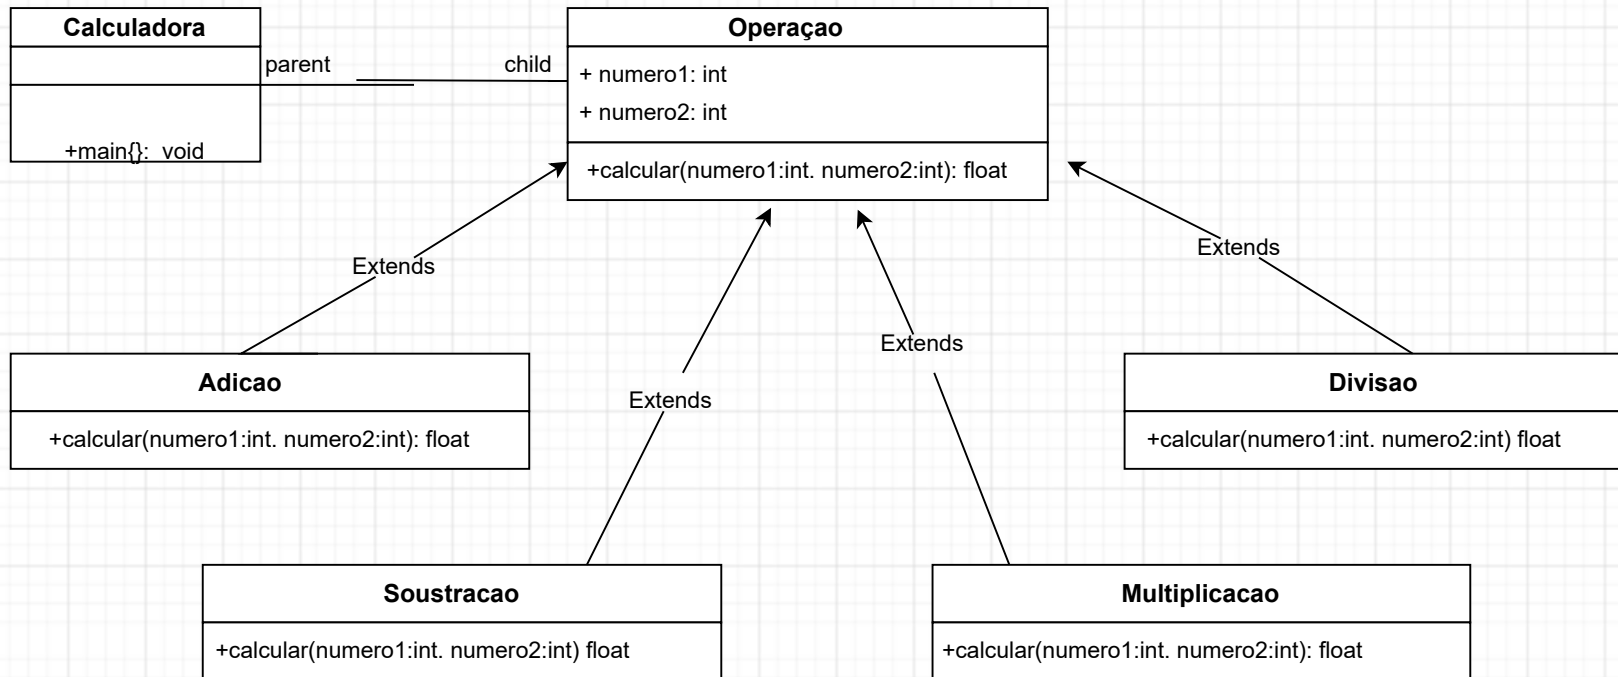 Calculadora
parent
+main{}: void
child
Operaçao
+ numero1: int
+ numero2: int
+calcular(numero1:int. numero2:int): float
Extends
Extends
Extends
Extends
Adicao
+calcular(numero1:int. numero2:int): float
Divisao
+calcular(numero1:int. numero2:int) float
Soustracao
+calcular(numero1:int. numero2:int) float
Multiplicacao
+calcular(numero1:int. numero2:int): float